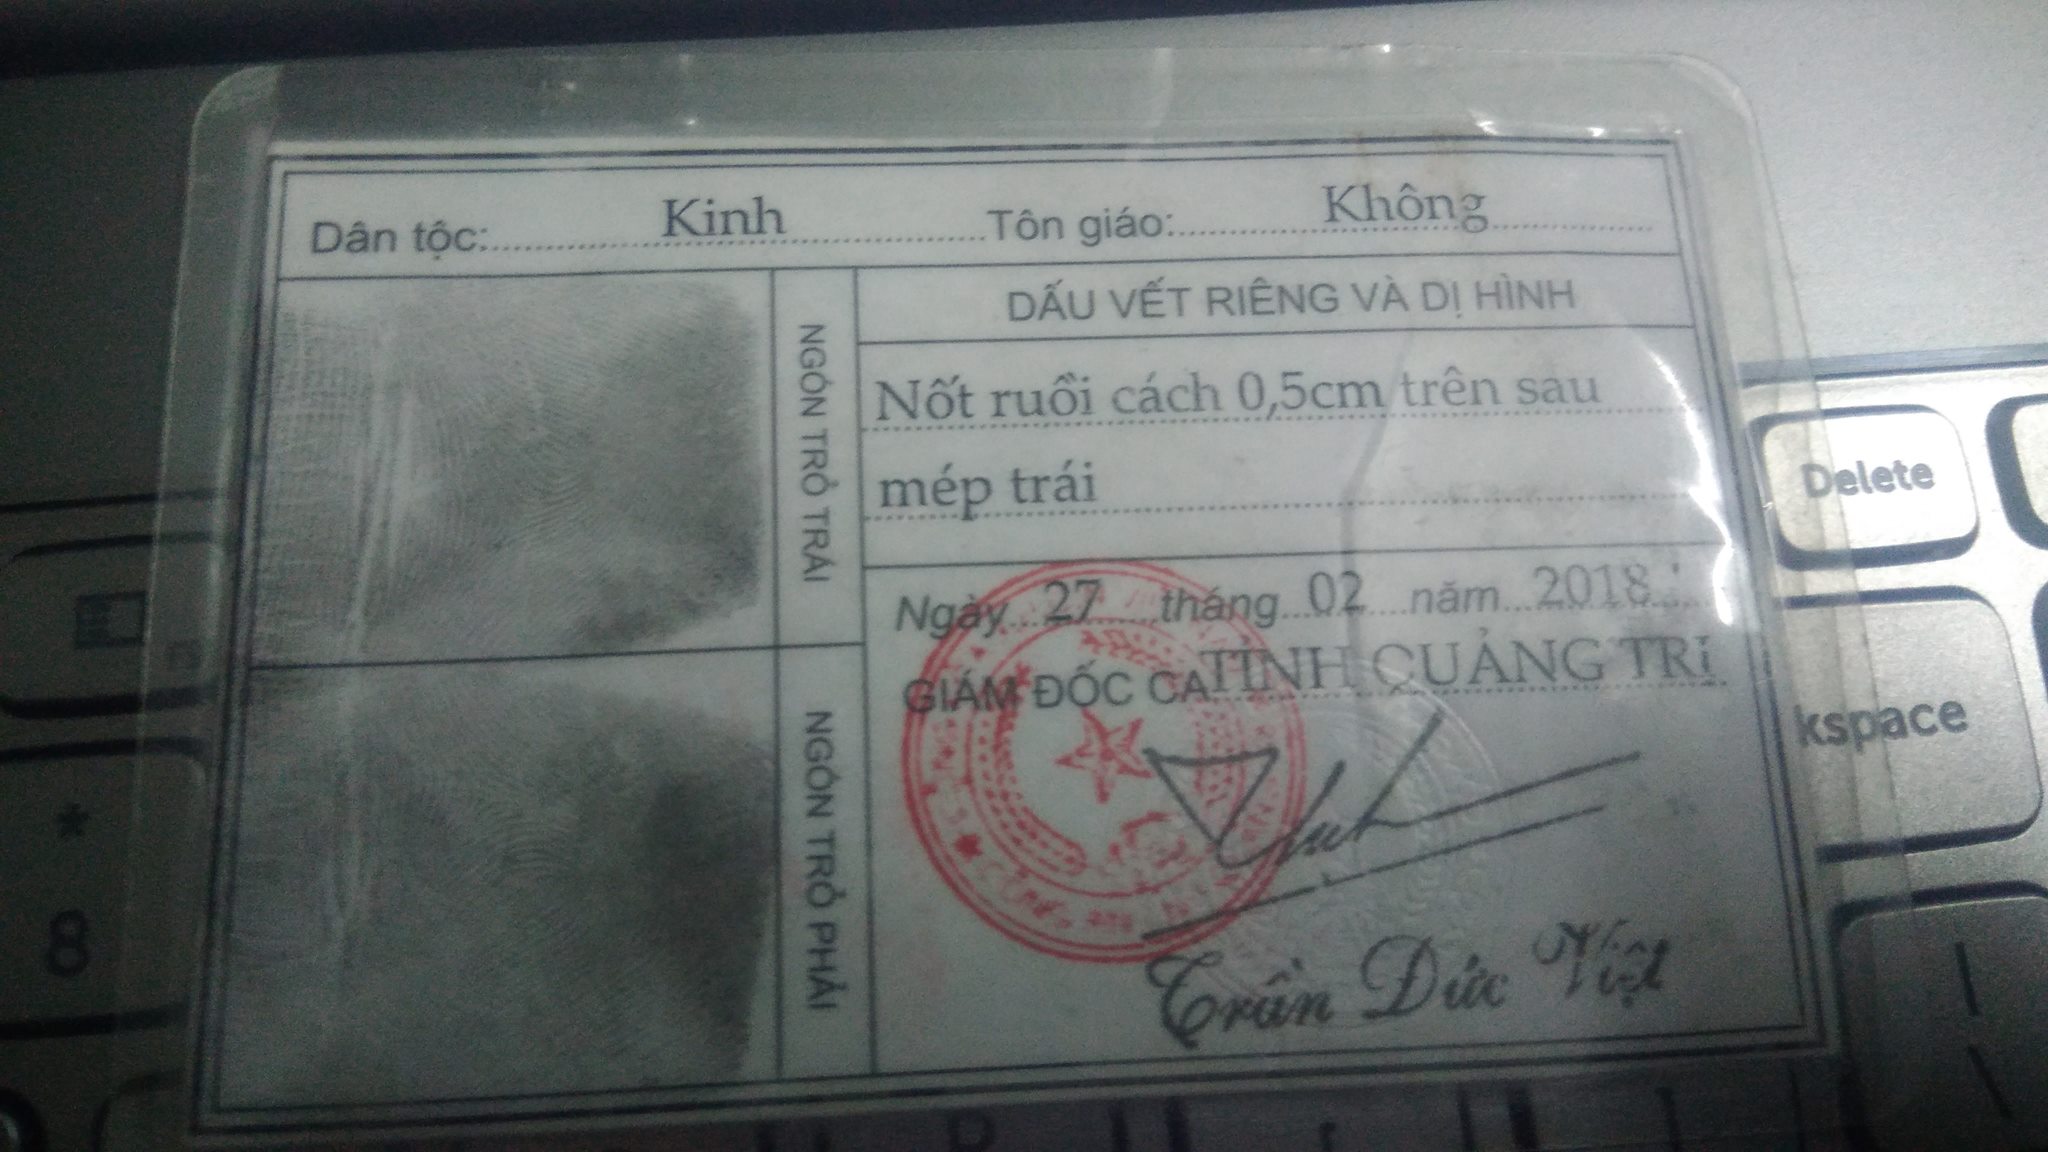 Dân tộc: Kinh Tôn giáo: Không
NGÓN TRỎ TRÁI
DẤU VẾT RIÊNG VÀ DỊ HÌNH
Nốt ruồi cách 0,5cm trên sau
mép trái
Ngày 27 tháng 02 năm 2018
GIÁM ĐỐC CA TỈNH QUẢNG TRỊ
NGÓN TRỎ PHẢI
Trần Đức Việt
Delete
kspace
*
8